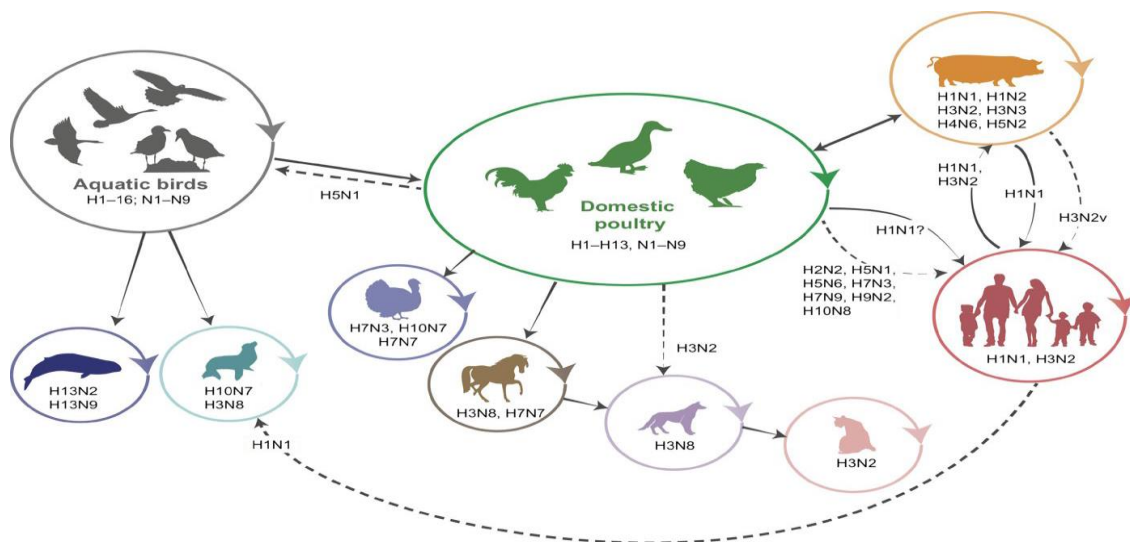 Aquatic birds
H1–16; N1–N9
H5N1
Domestic
poultry
H1–H13, N1–N9
H1N1, H1N2
H3N2, H3N3
H4N6, H5N2
H1N1,
H3N2
H1N1
H3N2v
H1N1?
H2N2, H5N1,
H5N6, H7N3,
H7N9, H9N2,
H10N8
H1N1, H3N2
H7N3, H10N7
H7N7
H3N8, H7N7
H3N2
H3N8
H3N2
H13N2
H13N9
H10N7
H3N8
H1N1